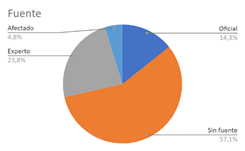 Fuente
Afectado
4,8%
Oficial
14,3%
Experto
23,8%
Sin fuente
57,1%